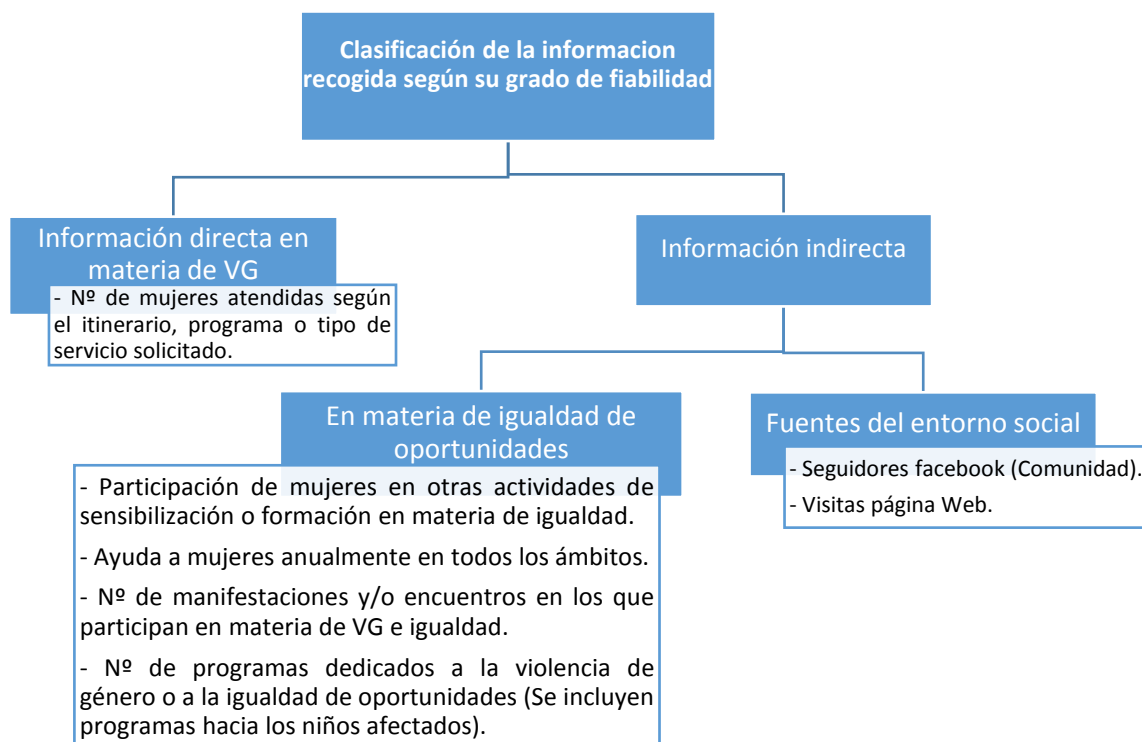 Clasificación de la informacion
recogida según su grado de fiabilidad
Información directa en
materia de VG
- Nº de mujeres atendidas según
el itinerario, programa o tipo de
servicio solicitado.
Información indirecta
En materia de igualdad de
oportunidades
- Participación de mujeres en otras actividades de
sensibilización o formación en materia de igualdad.
- Ayuda a mujeres anualmente en todos los ámbitos.
- Nº de manifestaciones y/o encuentros en los que
participan en materia de VG e igualdad.
- Nº de programas dedicados a la violencia de
género o a la igualdad de oportunidades (Se incluyen
programas hacia los niños afectados).
Fuentes del entorno social
- Seguidores facebook (Comunidad).
- Visitas página Web.